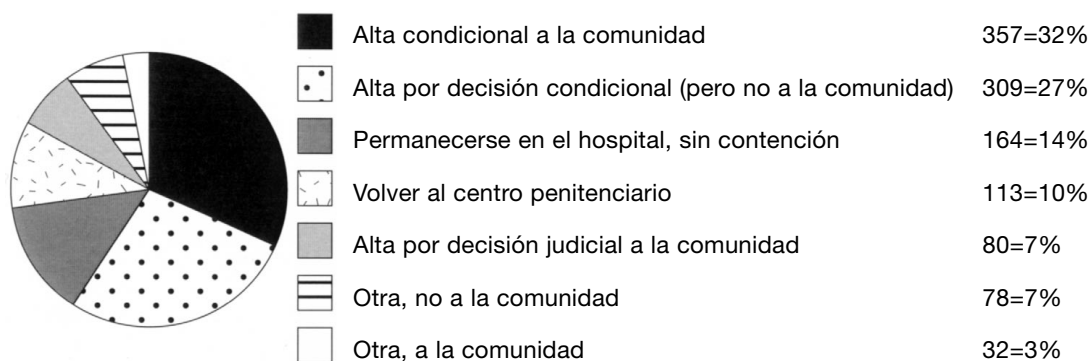 Alta condicional a la comunidad 357=32%
Alta por decisión condicional (pero no a la comunidad) 309=27%
Permanecerse en el hospital, sin contención 164=14%
Volver al centro penitenciario 113=10%
Alta por decisión judicial a la comunidad 80=7%
Otra, no a la comunidad 78=7%
Otra, a la comunidad 32=3%